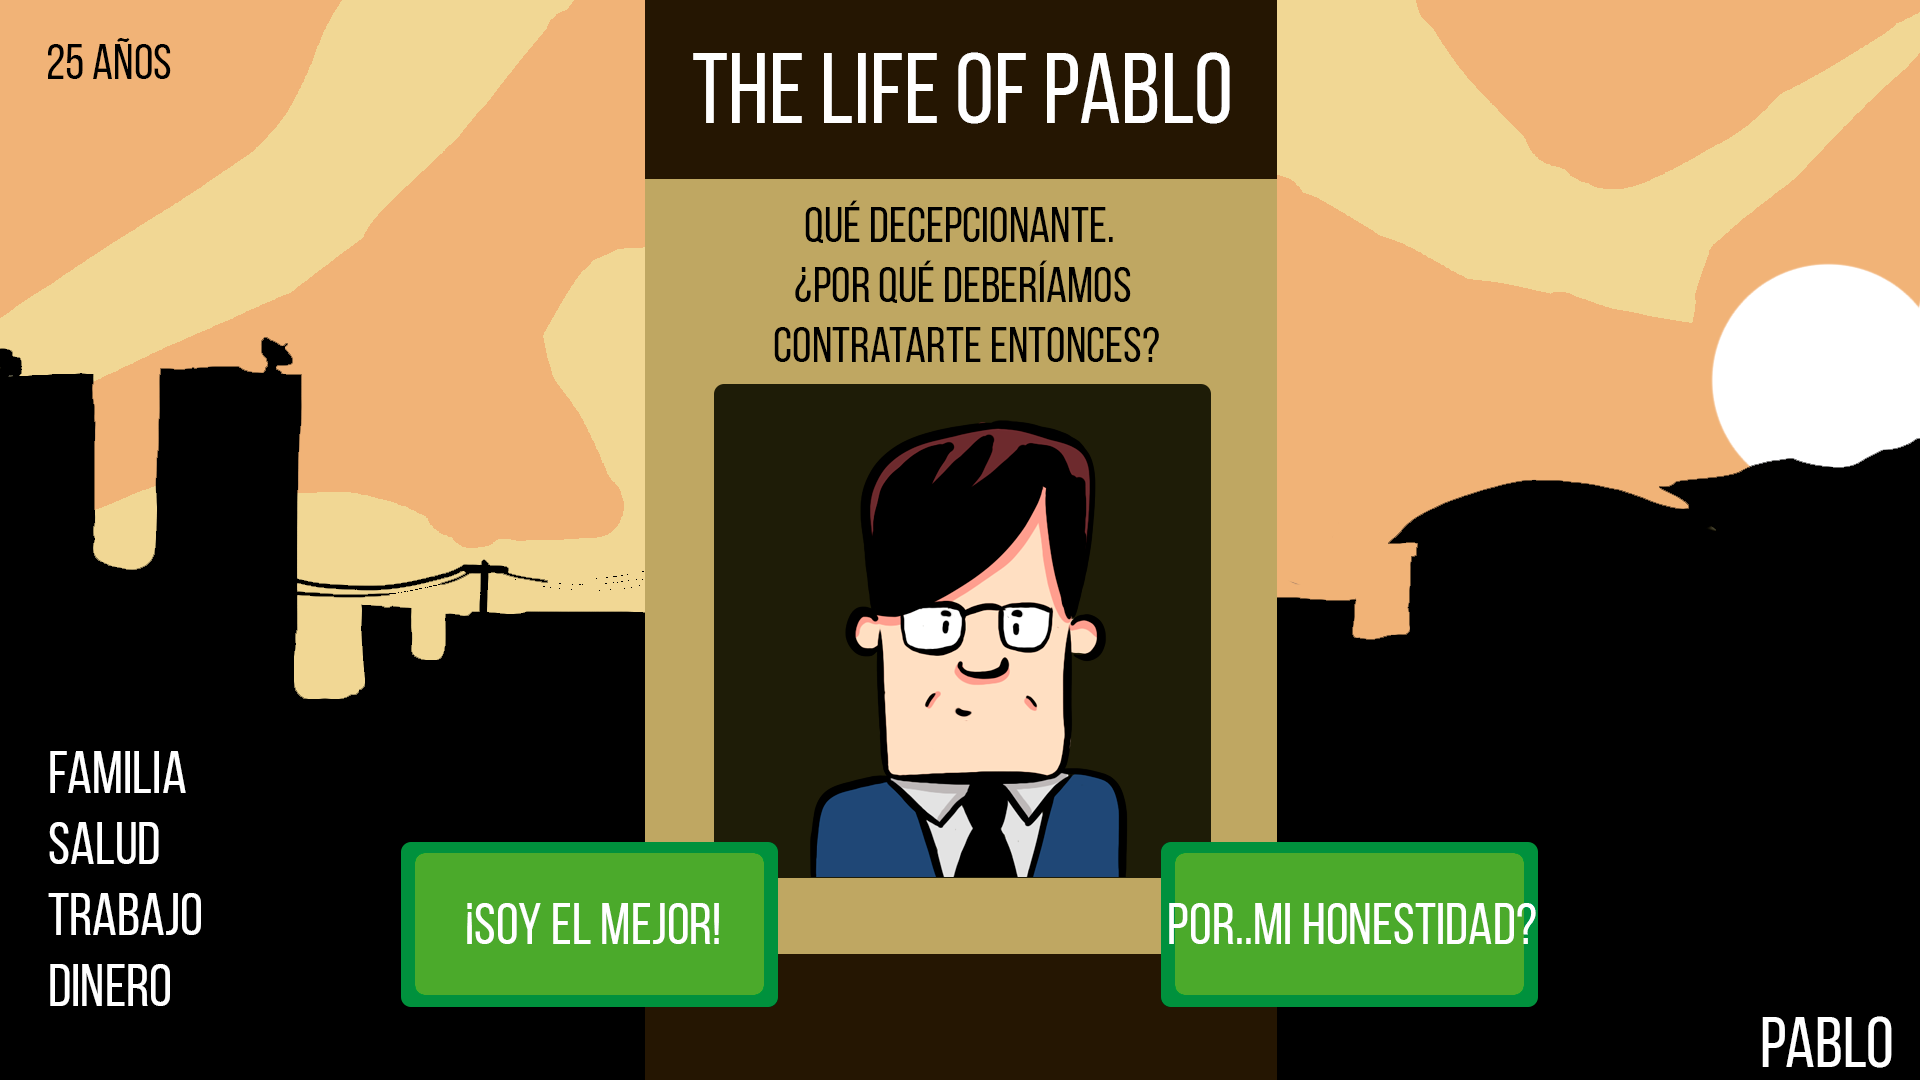 25 AÑOS
THE LIFE OF PABLO
QUÉ DECEPCIONANTE.
¿POR QUÉ DEBERÍAMOS
CONTRATARTE ENTONCES?
FAMILIA
SALUD
TRABAJO
DINERO
¡SOY EL MEJOR!
POR..MI HONESTIDAD?
PABLO